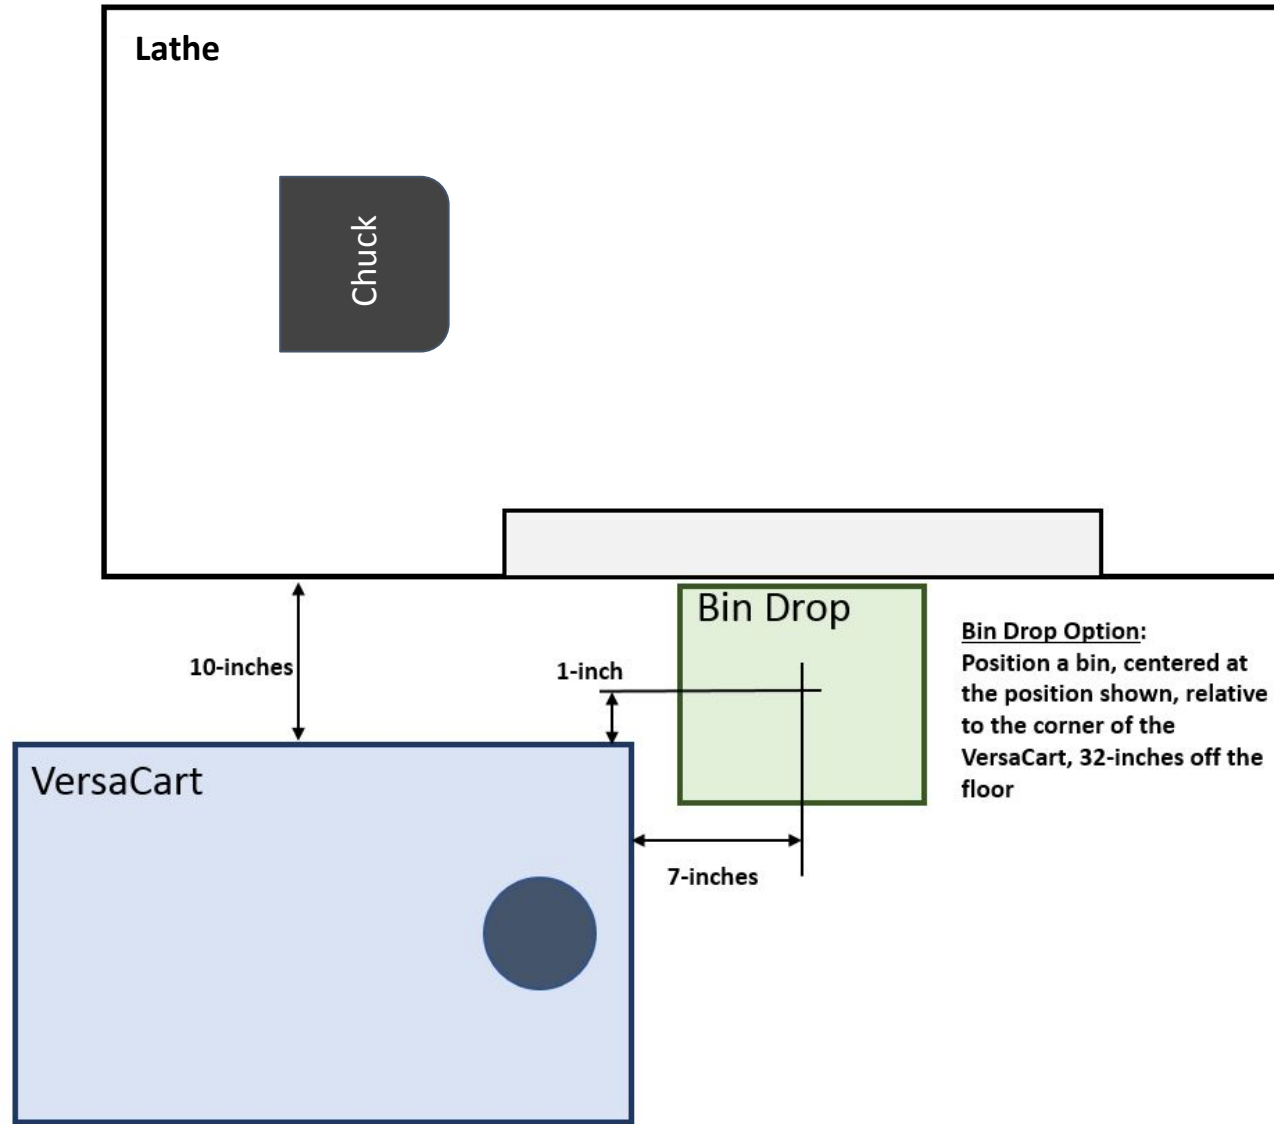 Lathe
Chuck
Bin Drop
10-inches
1-inch
Bin Drop Option:
Position a bin, centered at
the position shown, relative
to the corner of the
VersaCart, 32-inches off the
floor
VersaCart
7-inches